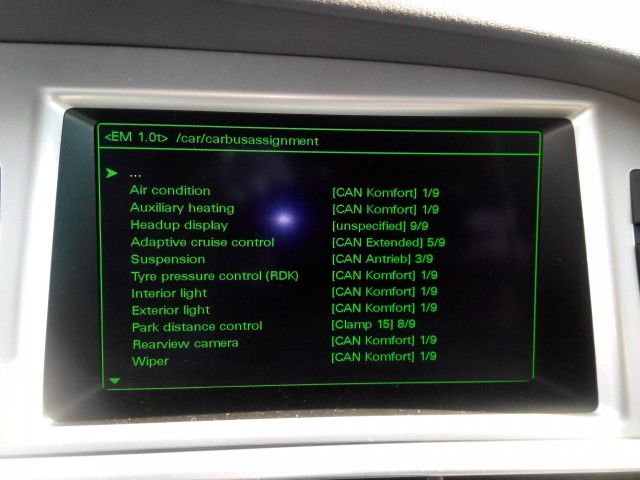 <EM 1.0t> /car/carbusassignment
...
Air condition [CAN Komfort] 1/9
Auxiliary heating [CAN Komfort] 1/9
Headup display [unspecified] 9/9
Adaptive cruise control [CAN Extended] 5/9
Suspension [CAN Antrieb] 3/9
Tyre pressure control (RDK) [CAN Komfort] 1/9
Interior light [CAN Komfort] 1/9
Exterior light [CAN Komfort] 1/9
Park distance control [Clamp 15] 8/9
Rearview camera [CAN Komfort] 1/9
Wiper [CAN Komfort] 1/9